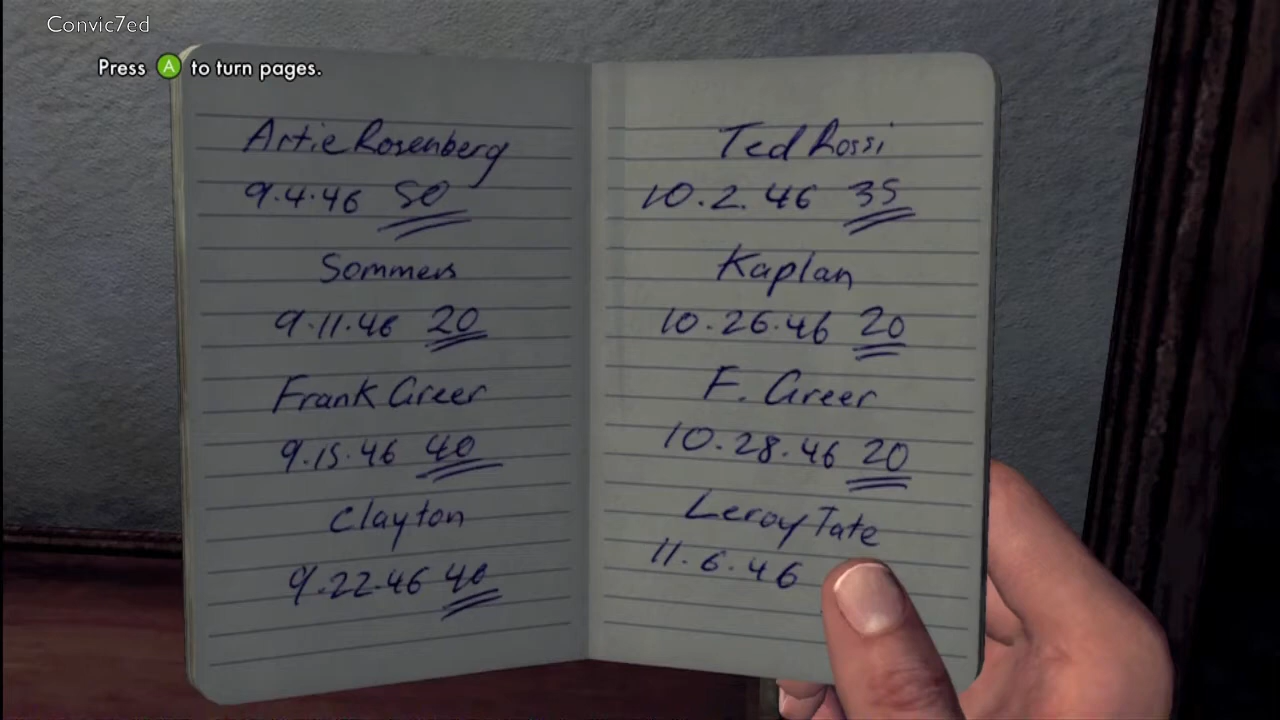 Convic7ed
Press A to turn pages.
Artie Rosenberg
9.4.46 50
Sommers
9.11.46 20
Frank Greer
9.15.46 40
Clayton
9.22.46 40
Ted Rossi
10.2.46 35
Kaplan
10.26.46 20
F. Greer
10.28.46 20
Leroy Tate
11.6.46